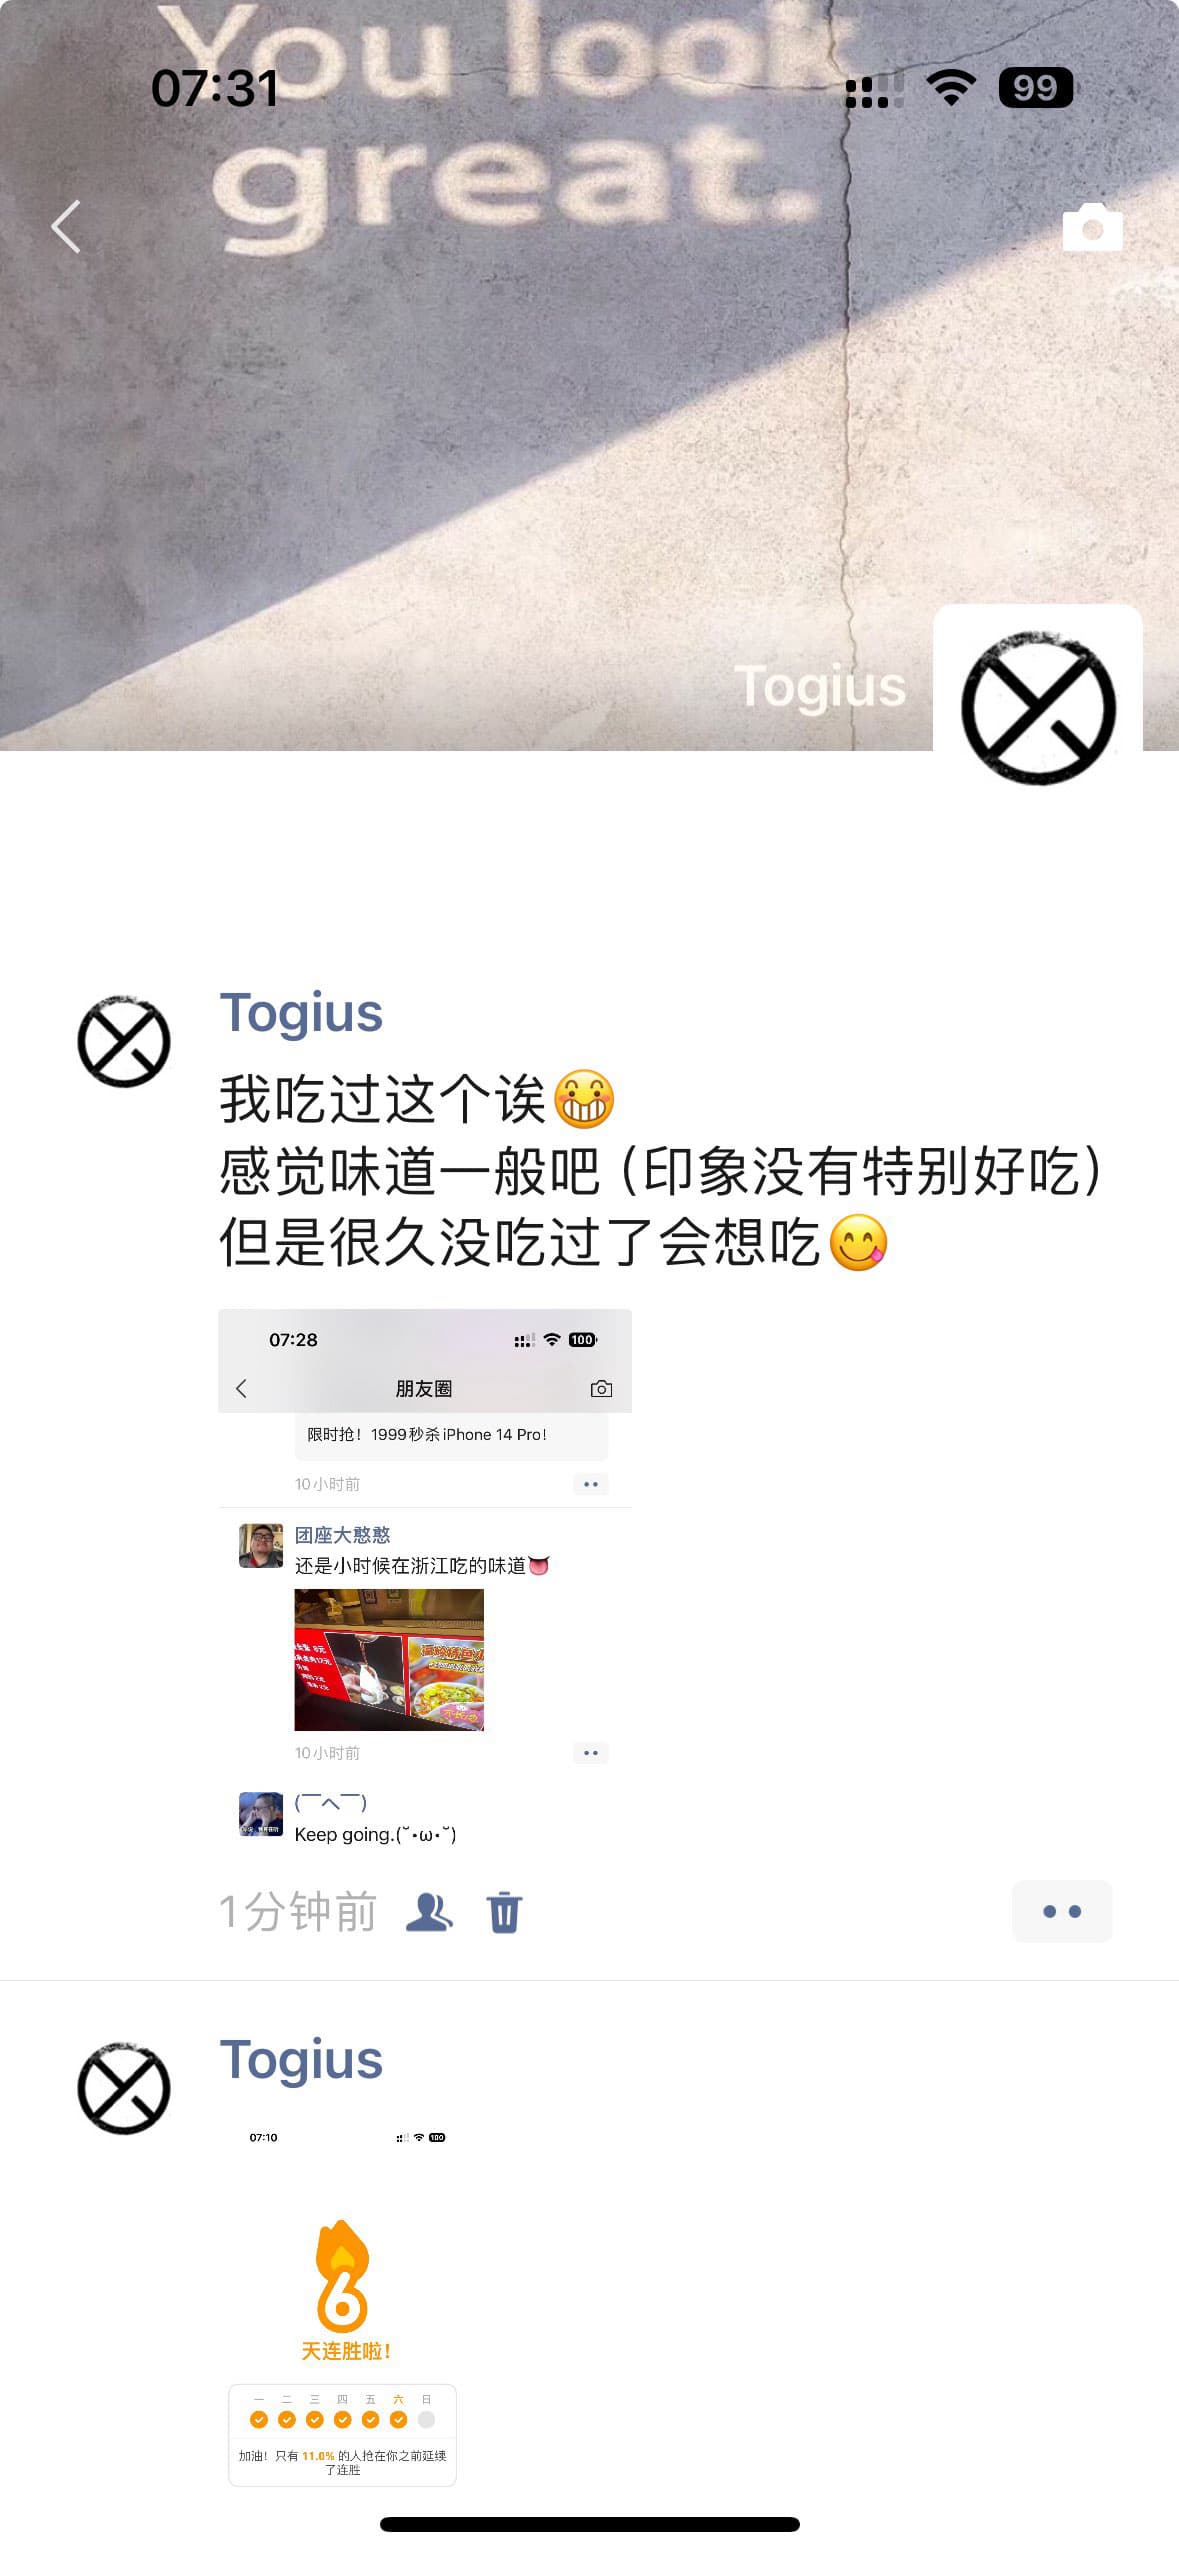 You look
great.
07:31
99
Togius
Togius
我吃过这个诶😁
感觉味道一般吧（印象没有特别好吃）
但是很久没吃过了会想吃😋
07:28
100
朋友圈
限时抢！1999秒杀iPhone 14 Pro！
10小时前
团座大憨憨
还是小时候在浙江吃的味道👅
10小时前
(￣へ￣)
Keep going.(˘•ω•˘)
1分钟前
Togius
07:10
100
6
天连胜啦！
一 二 三 四 五 六 日
加油！只有 11.0% 的人抢在你之前延续
了连胜